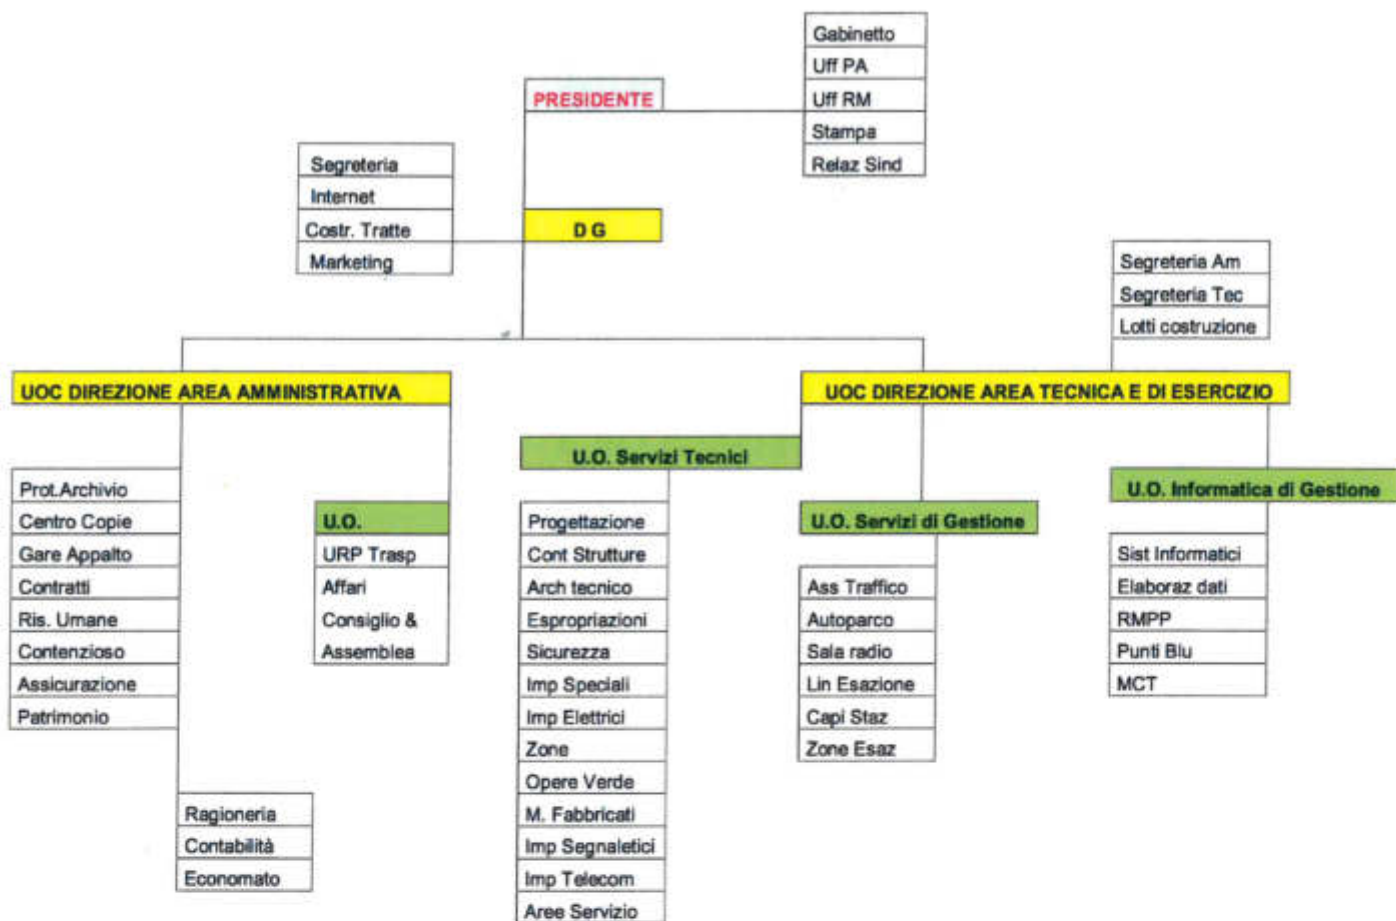 Gabinetto
Uff PA
PRESIDENTE
Uff RM
Stampa
Relaz Sind
Segreteria
Internet
Costr. Tratte
Marketing
D G
Segreteria Am
Segreteria Tec
Lotti costruzione
UOC DIREZIONE AREA AMMINISTRATIVA
UOC DIREZIONE AREA TECNICA E DI ESERCIZIO
Prot.Archivio
Centro Copie
Gare Appalto
Contratti
Ris. Umane
Contenzioso
Assicurazione
Patrimonio
Ragioneria
Contabilità
Economato
U.O.
URP Trasp
Affari
Consiglio &
Assemblea
U.O. Servizi Tecnici
Progettazione
Cont Strutture
Arch tecnico
Espropriazioni
Sicurezza
Imp Speciali
Imp Elettrici
Zone
Opere Verde
M. Fabbricati
Imp Segnaletici
Imp Telecom
Aree Servizio
U.O. Servizi di Gestione
Ass Traffico
Autoparco
Sala radio
Lin Esazione
Capi Staz
Zone Esaz
U.O. Informatica di Gestione
Sist Informatici
Elaboraz dati
RMPP
Punti Blu
MCT